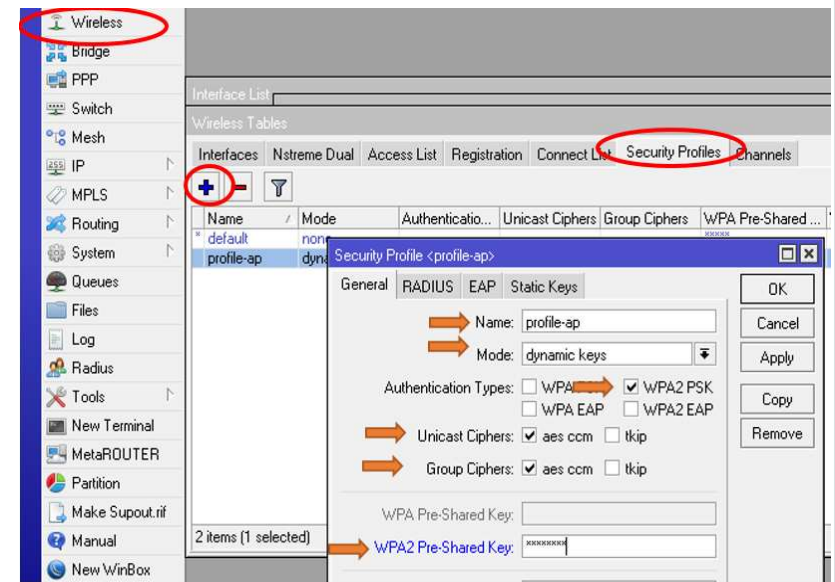 Wireless
Bridge
PPP
Switch
Mesh
IP
MPLS
Routing
System
Queues
Files
Log
Radius
Tools
New Terminal
MetaROUTER
Partition
Make Supout.rif
Manual
New WinBox
Interface List
Wireless Tables
Interfaces Nstreme Dual Access List Registration Connect List Security Profiles Channels
Name / Mode Authenticatio... Unicast Ciphers Group Ciphers WPA Pre-Shared ...
* default none *****
profile-ap
Security Profile <profile-ap>
General RADIUS EAP Static Keys
Name: profile-ap
Mode: dynamic keys
Authentication Types: WPA WPA2 PSK
WPA EAP WPA2 EAP
Unicast Ciphers: aes ccm tkip
Group Ciphers: aes ccm tkip
WPA Pre-Shared Key:
WPA2 Pre-Shared Key: ********
OK
Cancel
Apply
Copy
Remove
2 items (1 selected)